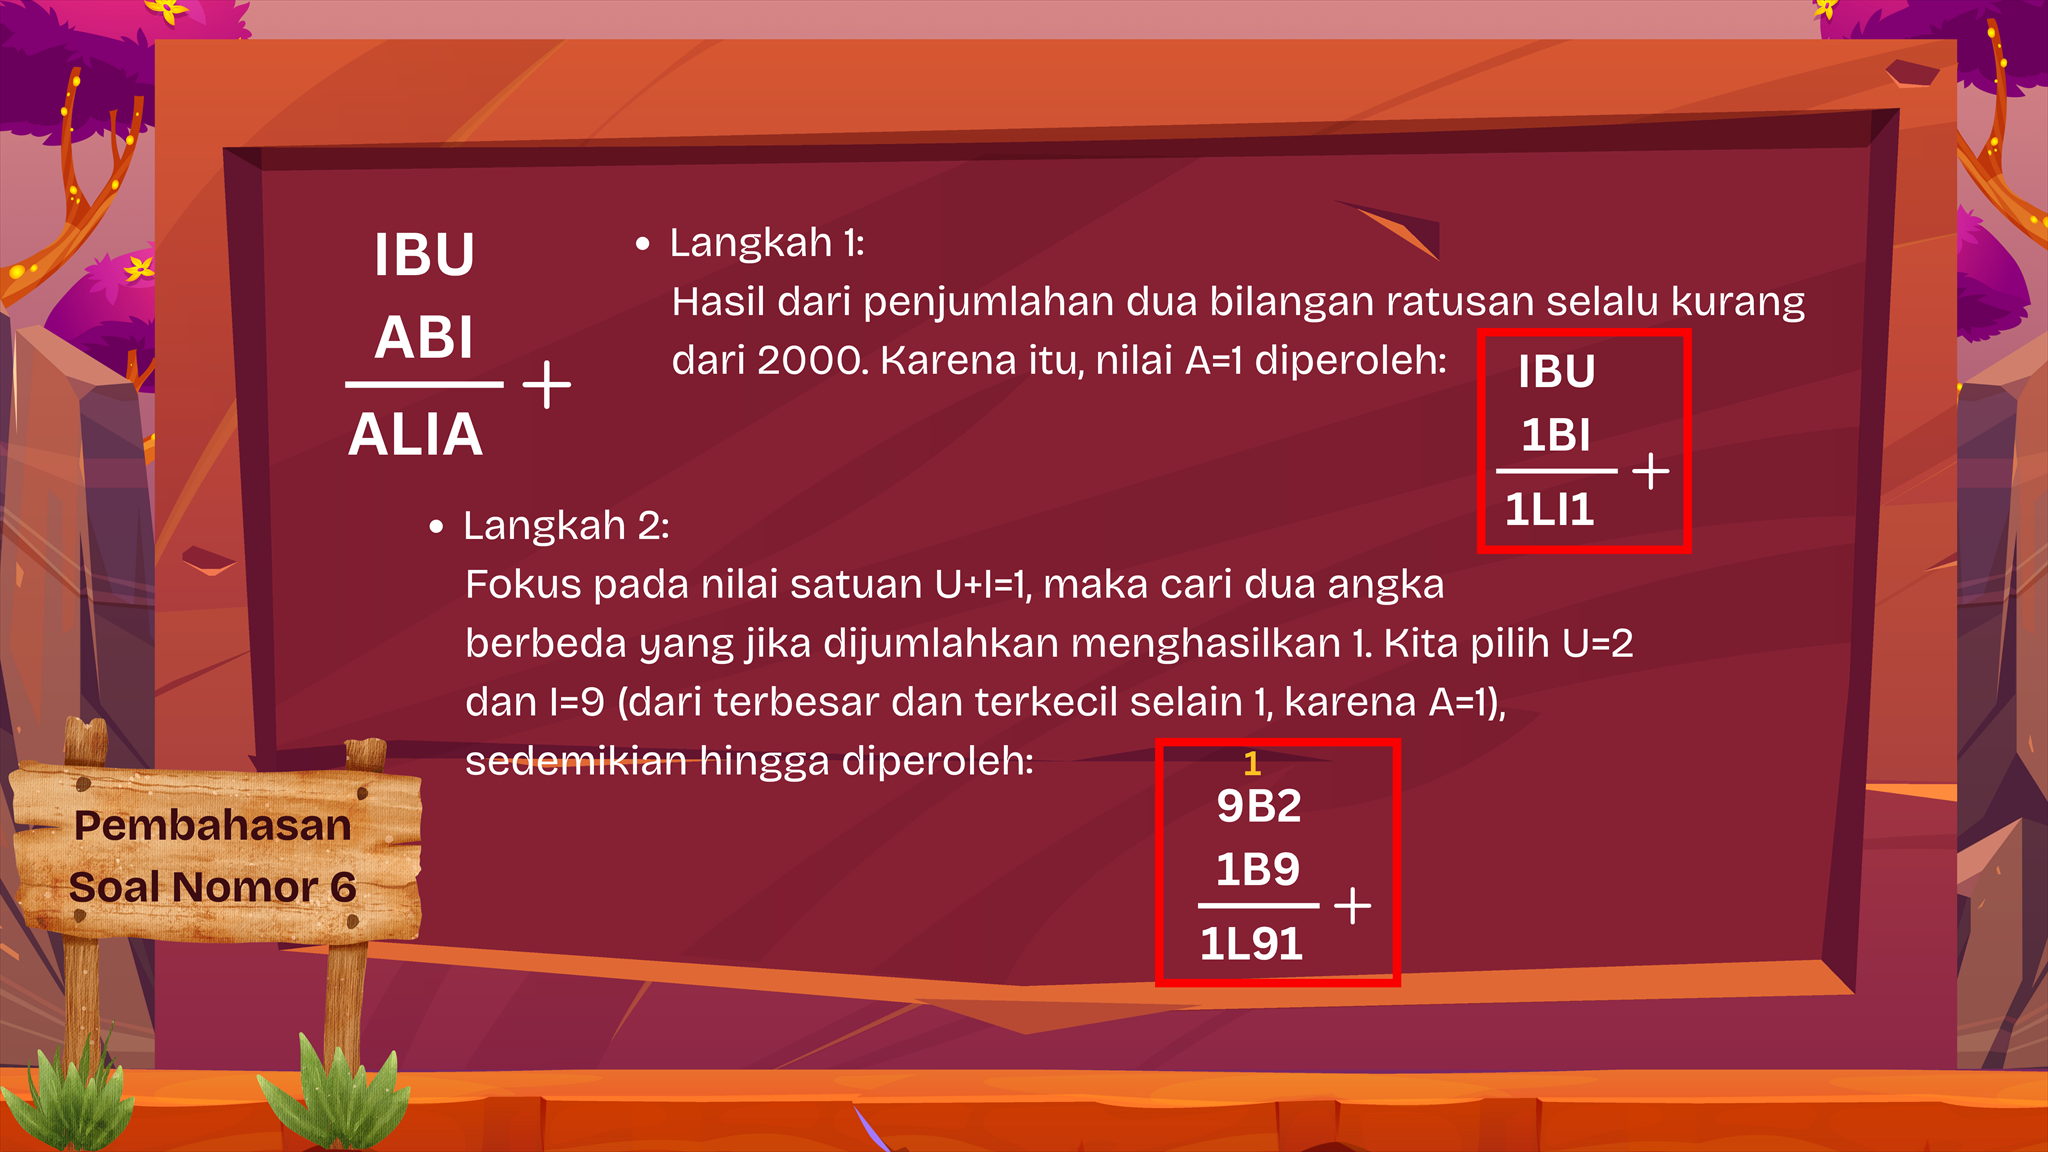 IBU
ABI
+
ALIA
• Langkah 1:
Hasil dari penjumlahan dua bilangan ratusan selalu kurang
dari 2000. Karena itu, nilai A=1 diperoleh:
IBU
1BI
+
1LI1
• Langkah 2:
Fokus pada nilai satuan U+I=1, maka cari dua angka
berbeda yang jika dijumlahkan menghasilkan 1. Kita pilih U=2
dan I=9 (dari terbesar dan terkecil selain 1, karena A=1),
sedemikian hingga diperoleh:
1
9B2
1B9
+
1L91
Pembahasan
Soal Nomor 6